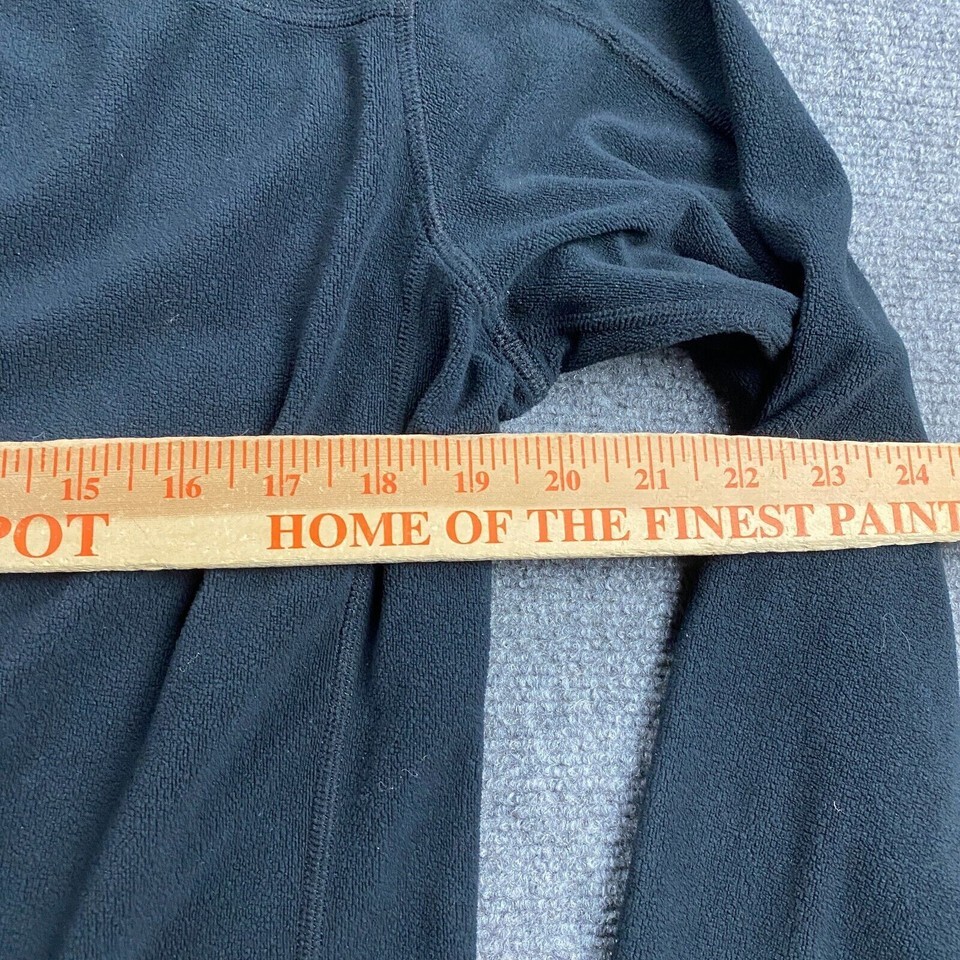 15 16 17 18 19 20 21 22 23 24
POT HOME OF THE FINEST PAINT